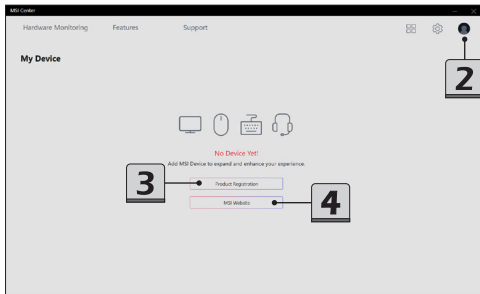 MSI Center
Hardware Monitoring Features Support
2
My Device
No Device Yet!
Add MSI Device to expand and enhance your experience.
3
Product Registration
MSI Website
4